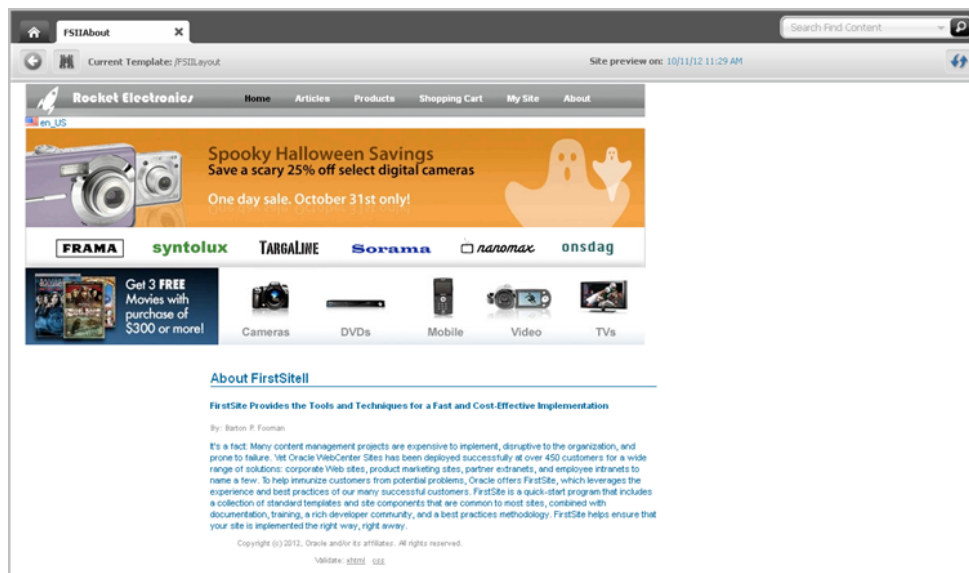 FSIIAbout
Search Find Content
Current Template: /FSIILayout
Site preview on: 10/11/12 11:29 AM
Rocket Electronics
Home Articles Products Shopping Cart My Site About
en_US
Spooky Halloween Savings
Save a scary 25% off select digital cameras
One day sale. October 31st only!
FRAMA syntolux TARGALINE Sorama nanomax onsdag
Get 3 FREE
Movies with
purchase of
$300 or more!
Cameras DVDs Mobile Video TVs
About FirstSiteII
FirstSite Provides the Tools and Techniques for a Fast and Cost-Effective Implementation
By: Barton P. Fooman
It's a fact: Many content management projects are expensive to implement, disruptive to the organization, and
prone to failure. Yet Oracle WebCenter Sites has been deployed successfully at over 450 customers for a wide
range of solutions: corporate Web sites, product marketing sites, partner extranets, and employee intranets to
name a few. To help immunize customers from potential problems, Oracle offers FirstSite, which leverages the
experience and best practices of our many successful customers. FirstSite is a quick-start program that includes
a collection of standard templates and site components that are common to most sites, combined with
documentation, training, a rich developer community, and a best practices methodology. FirstSite helps ensure that
your site is implemented the right way, right away.
Copyright (c) 2012, Oracle and/or its affiliates. All rights reserved.
Validate: xhtml css